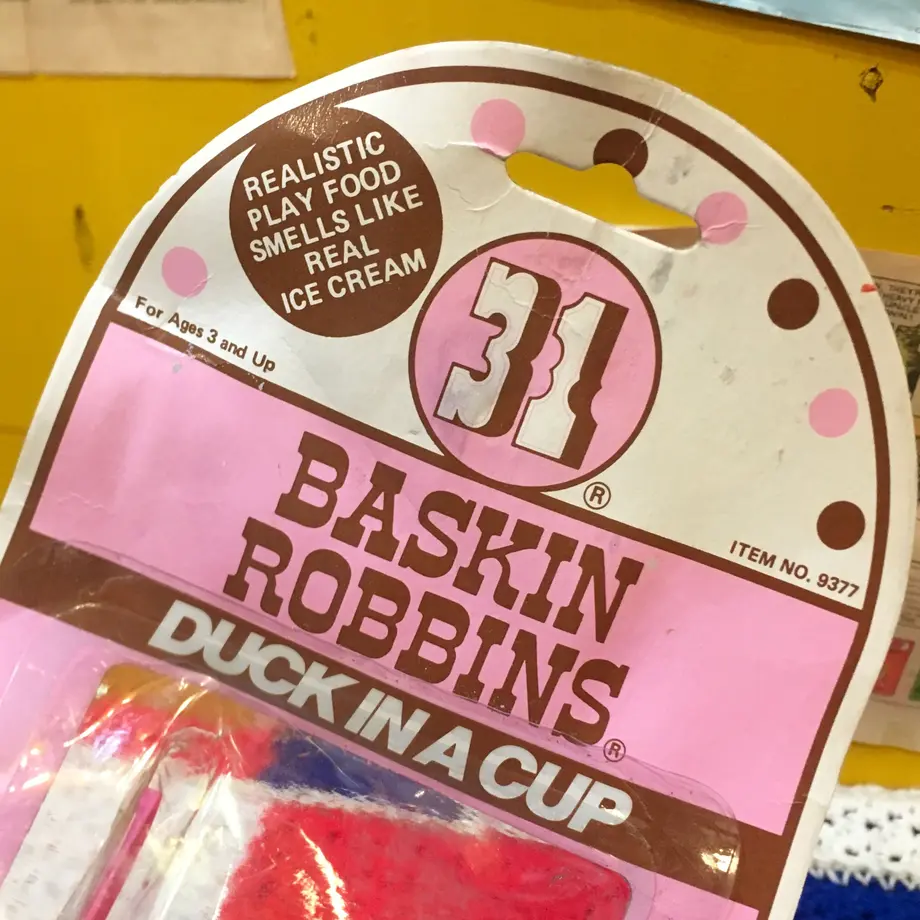 REALISTIC
PLAY FOOD
SMELLS LIKE
REAL
ICE CREAM
For Ages 3 and Up
31
®
ITEM NO. 9377
BASKIN
ROBBINS®
DUCK IN A CUP